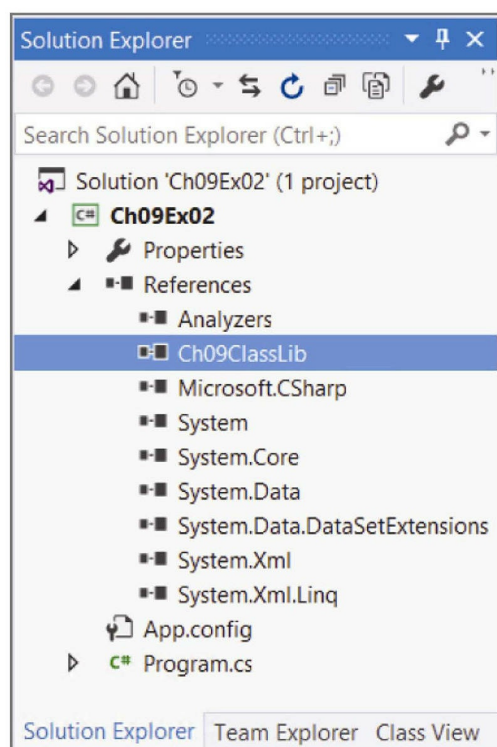 Solution Explorer
Search Solution Explorer (Ctrl+;)
Solution 'Ch09Ex02' (1 project)
C# Ch09Ex02
Properties
References
Analyzers
Ch09ClassLib
Microsoft.CSharp
System
System.Core
System.Data
System.Data.DataSetExtensions
System.Xml
System.Xml.Linq
App.config
C# Program.cs
Solution Explorer Team Explorer Class View